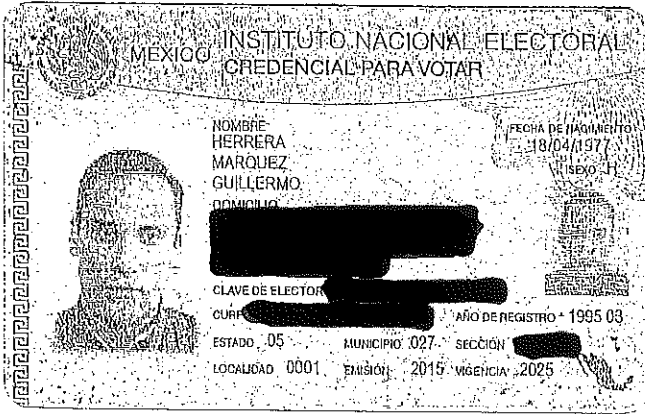 MÉXICO INSTITUTO NACIONAL ELECTORAL
CREDENCIAL PARA VOTAR
NOMBRE
HERRERA
MARQUEZ
GUILLERMO
FECHA DE NACIMIENTO
18/04/1977
SEXO H
DOMICILIO
CLAVE DE ELECTOR
CURP
AÑO DE REGISTRO 1995 03
ESTADO 05 MUNICIPIO 027 SECCIÓN
LOCALIDAD 0001 EMISIÓN 2015 VIGENCIA 2025